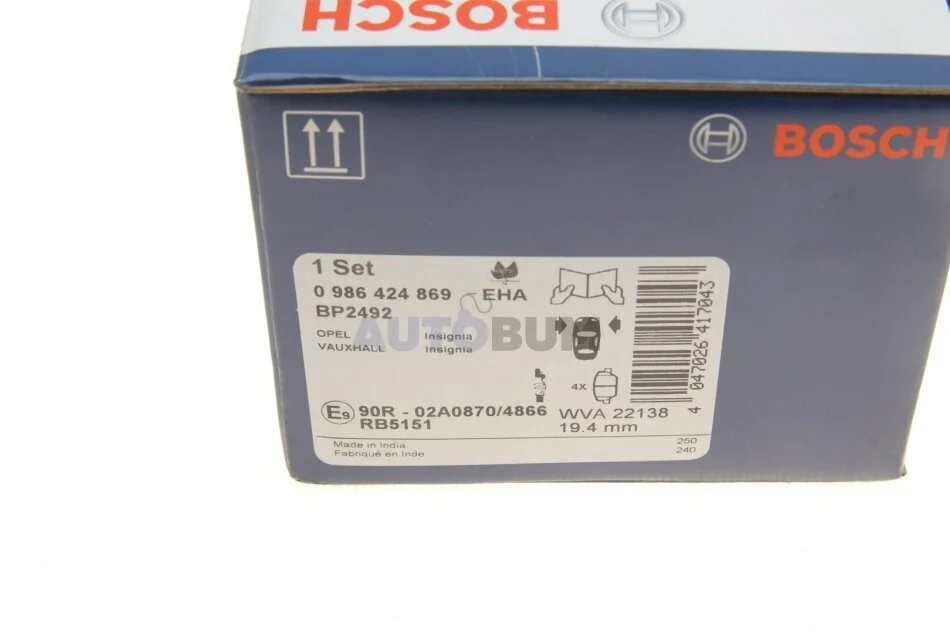 BOSCH
BOSCH
1 Set
0 986 424 869 EHA
BP2492
AUTOBUY
OPEL Insignia
VAUXHALL Insignia
4X
E9 90R - 02A0870/4866 WVA 22138
RB5151 19.4 mm
Made in India 250
Fabriqué en Inde 240
4 047026 417043